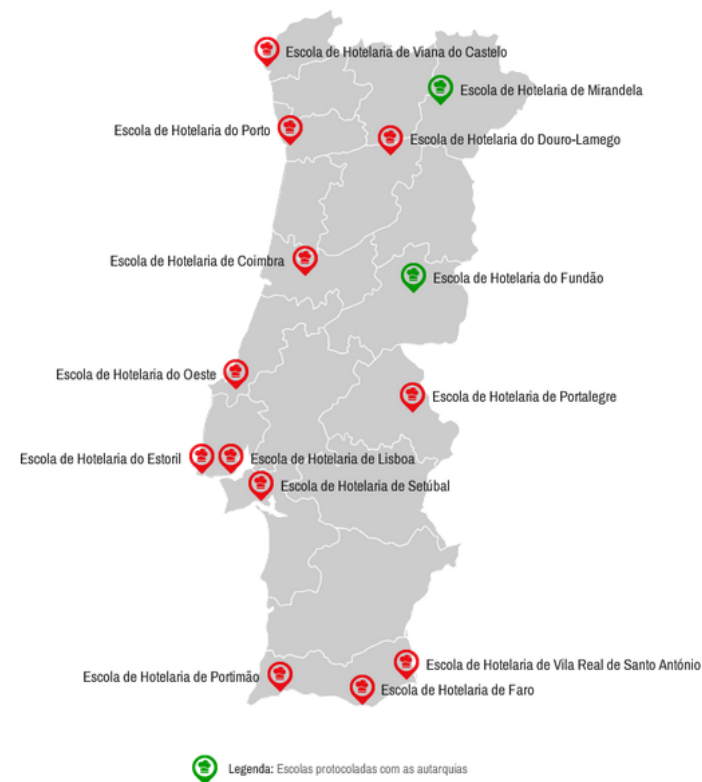 Escola de Hotelaria de Viana do Castelo
Escola de Hotelaria de Mirandela
Escola de Hotelaria do Porto
Escola de Hotelaria do Douro-Lamego
Escola de Hotelaria de Coimbra
Escola de Hotelaria do Fundão
Escola de Hotelaria do Oeste
Escola de Hotelaria de Portalegre
Escola de Hotelaria do Estoril
Escola de Hotelaria de Lisboa
Escola de Hotelaria de Setúbal
Escola de Hotelaria de Vila Real de Santo António
Escola de Hotelaria de Portimão
Escola de Hotelaria de Faro
Legenda: Escolas protocoladas com as autarquias